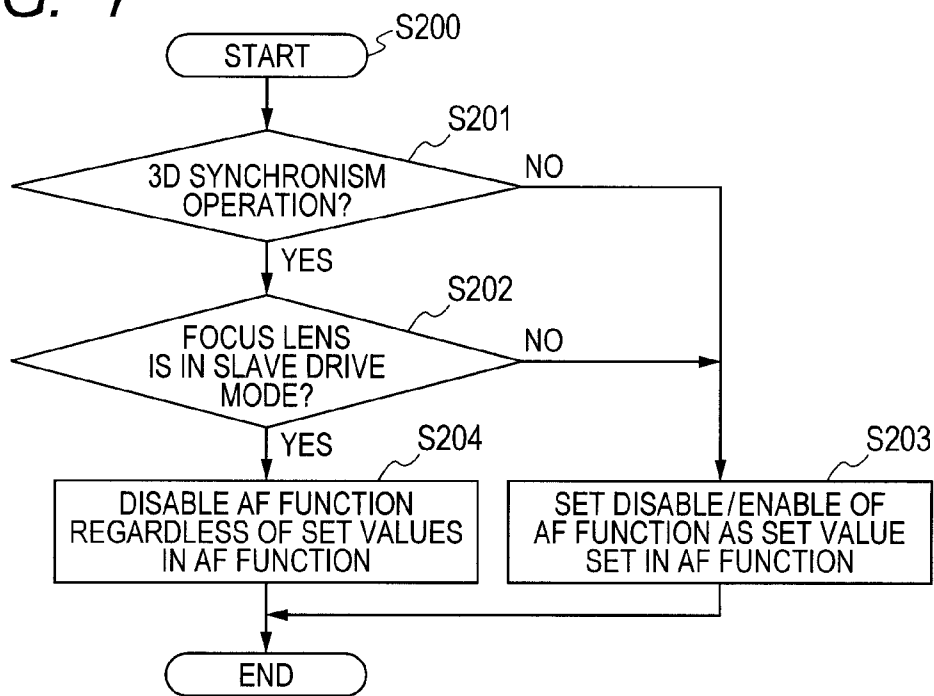 START
S200
S201
3D SYNCHRONISM
OPERATION?
NO
YES
S202
FOCUS LENS
IS IN SLAVE DRIVE
MODE?
NO
YES
S204
DISABLE AF FUNCTION
REGARDLESS OF SET VALUES
IN AF FUNCTION
S203
SET DISABLE/ENABLE OF
AF FUNCTION AS SET VALUE
SET IN AF FUNCTION
END